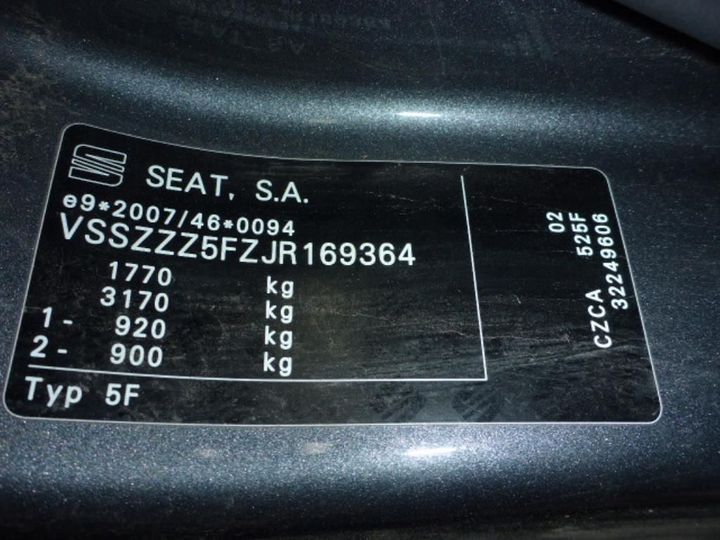 SEAT, S.A.
e9*2007/46*0094
VSSZZZ5FZJR169364
1770 kg
3170 kg
1- 920 kg
2- 900 kg
Typ 5F
02
CZCA 525F
32249606